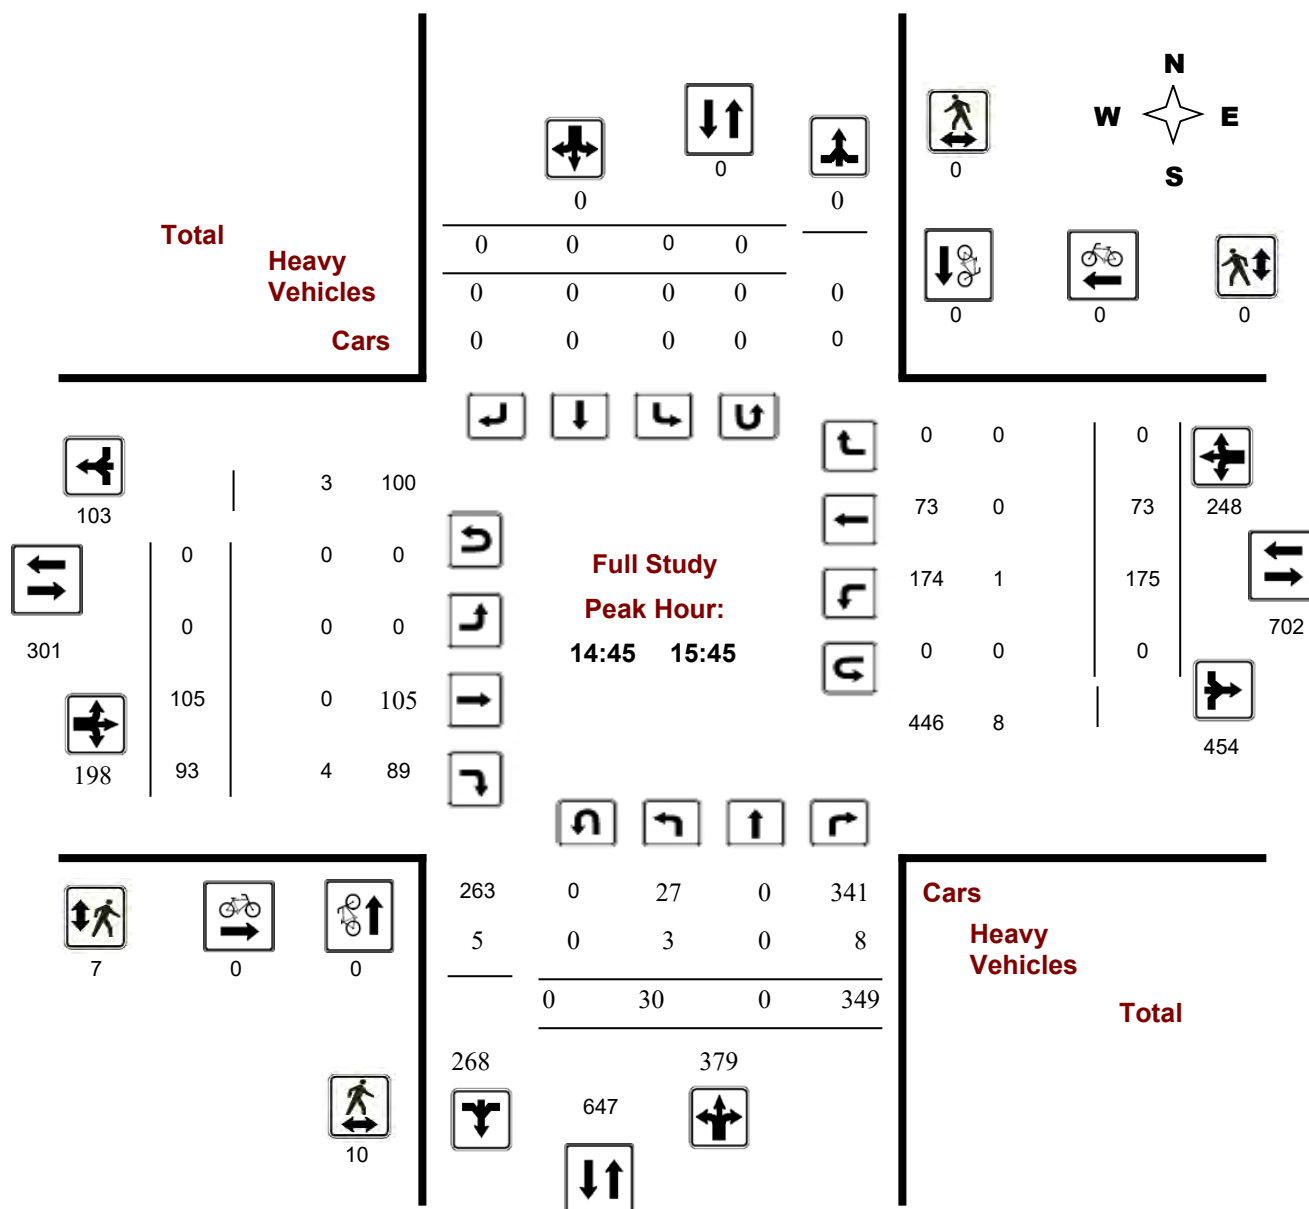 N
W E
S
0
0
0 0
Total
0 0 0 0
Heavy
Vehicles
0 0 0 0 0
Cars
0 0 0 0 0
0 0 0
0 0 0
3 100
103
73 0 73 248
0 0 0
Full Study
174 1 175
Peak Hour:
0 0 0
702
301
14:45 15:45
0 0 0
105 0 105
446 8
454
198 93 4 89
263 0 27 0 341
Cars
5 0 3 0 8
Heavy
Vehicles
7 0 0
0 30 0 349
Total
268 379
647
10